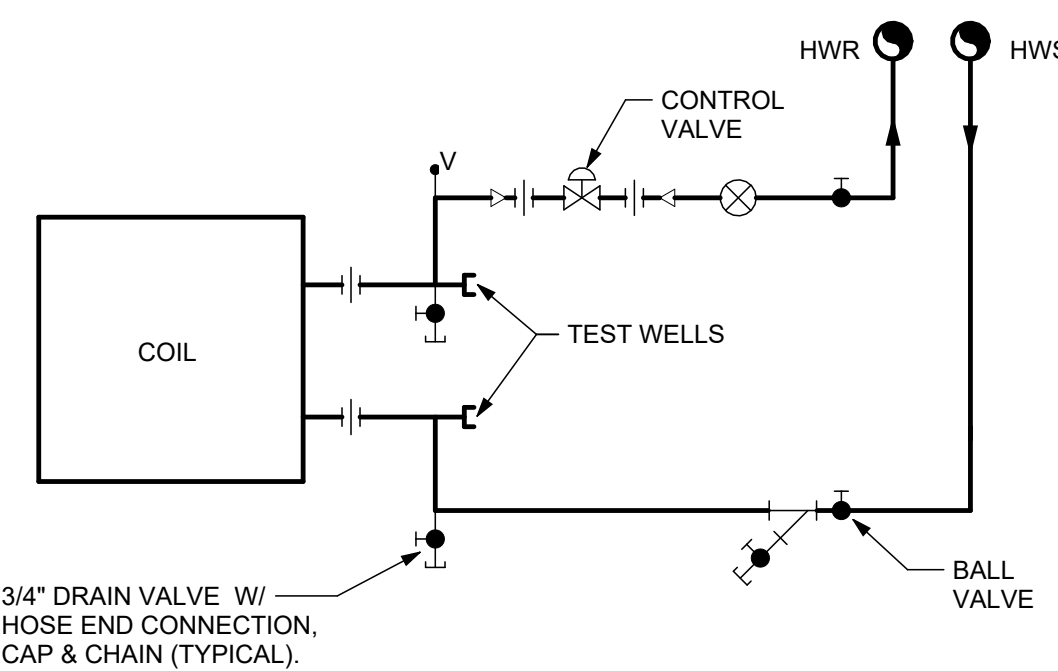 HWR
HWS
CONTROL
VALVE
V
TEST WELLS
COIL
BALL
VALVE
3/4" DRAIN VALVE W/
HOSE END CONNECTION,
CAP & CHAIN (TYPICAL).